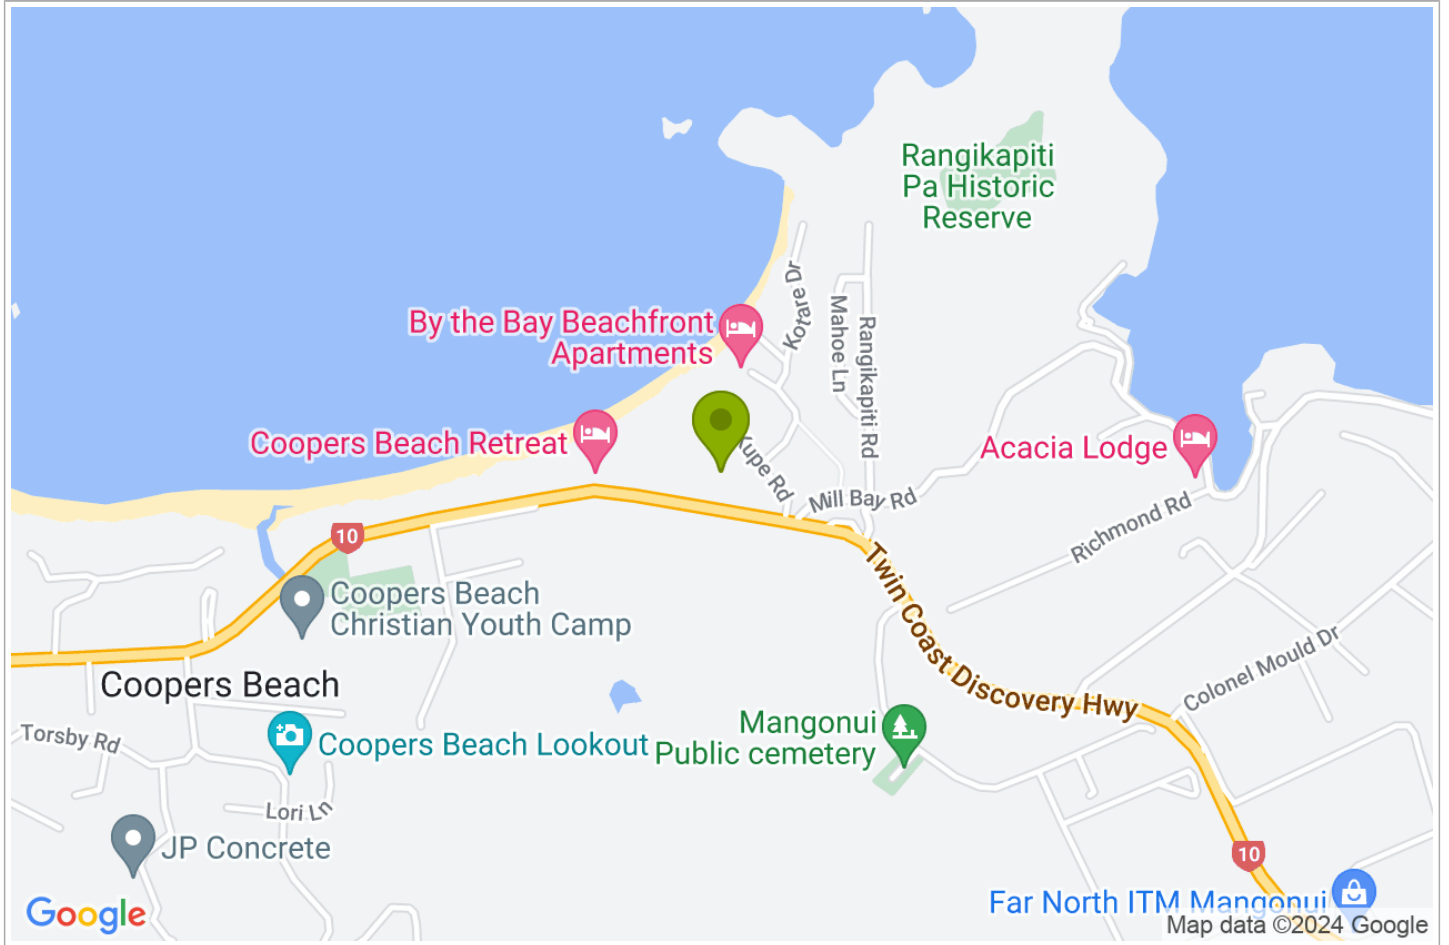 Rangikapiti
Pa Historic
Reserve
Kotare Dr
By the Bay Beachfront
Apartments
Mahoe Ln
Rangikapiti Rd
Coopers Beach Retreat
Kupe Rd
Acacia Lodge
Mill Bay Rd
Richmond Rd
10
Coopers Beach
Christian Youth Camp
Twin Coast Discovery Hwy
Colonel Mould Dr
Coopers Beach
Torsby Rd
Coopers Beach Lookout
Mangonui
Public cemetery
Lori Ln
JP Concrete
10
Far North ITM Mangonui
Google
Map data ©2024 Google